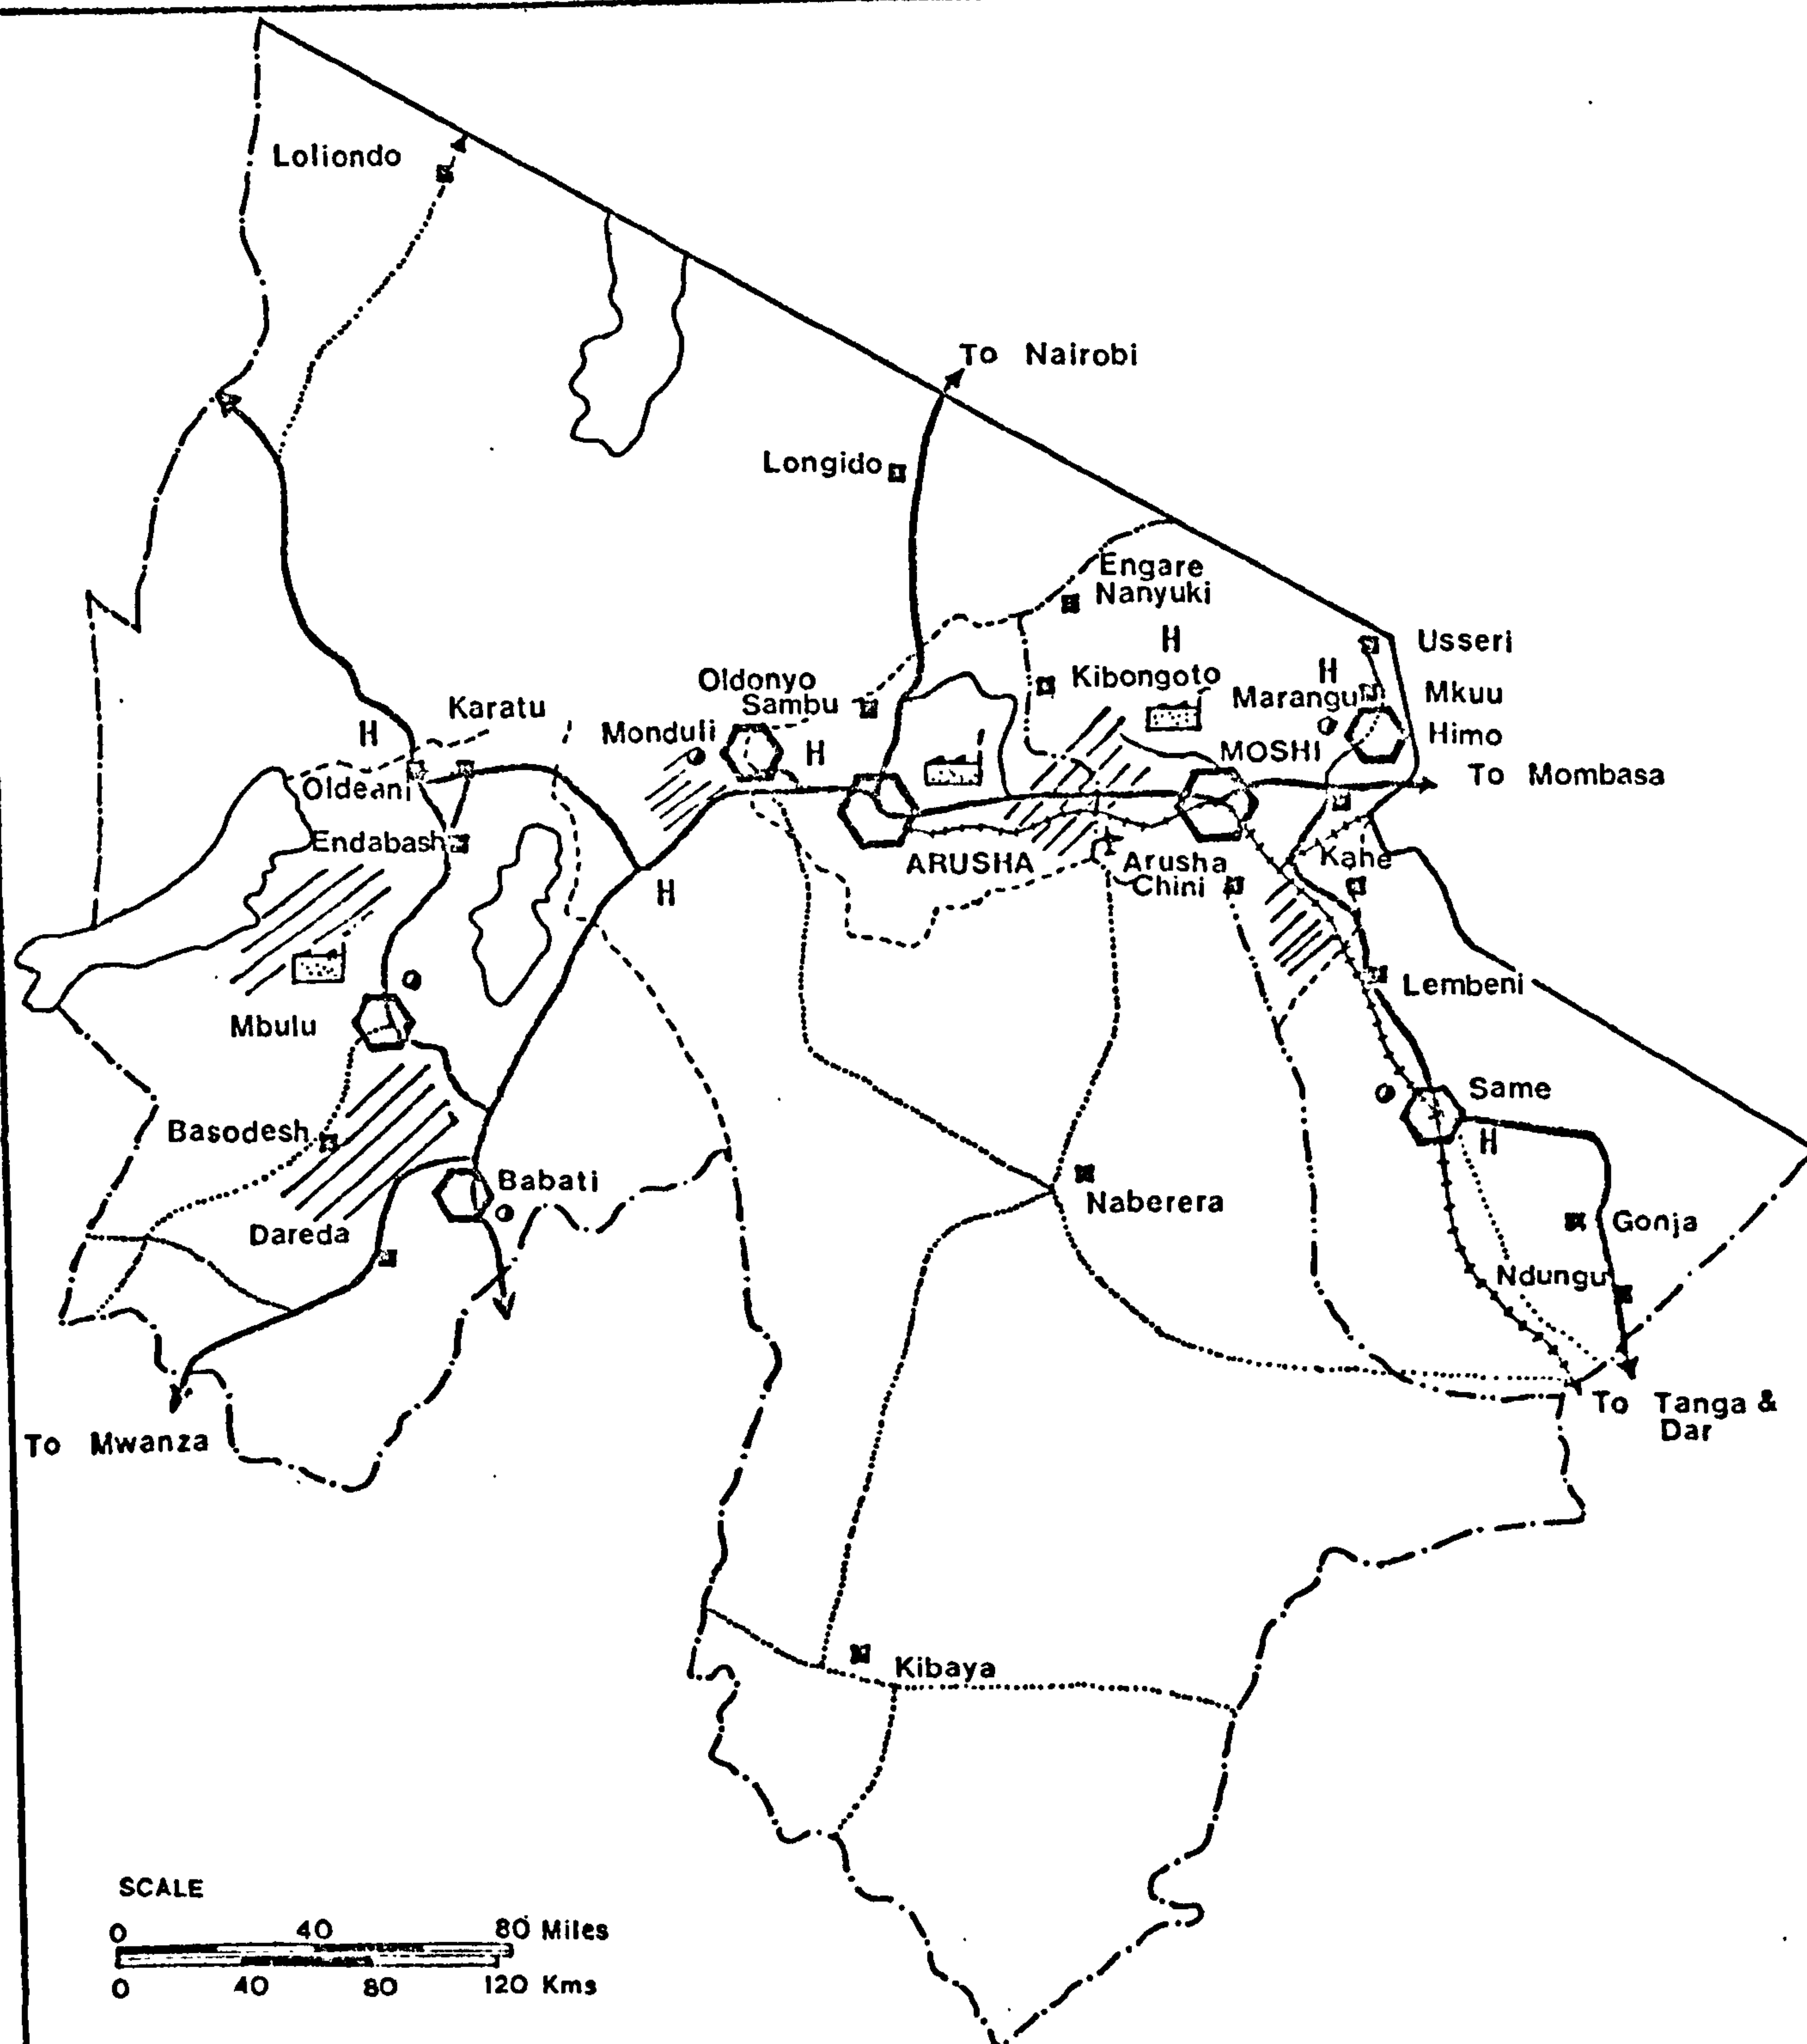 Loliondo
To Nairobi
Longido
Engare
Nanyuki
H
Usseri
Oldonyo
Sambu
Kibongoto
H
Marangu
Mkuu
Karatu
H
Monduli
H
MOSHI
Himo
To Mombasa
Oldeani
Endabash
H
ARUSHA
Arusha
Chini
Kahe
Lembeni
Mbulu
Same
H
Basodesh
Babati
Naberera
Gonja
Dareda
Ndungu
To Tanga &
Dar
To Mwanza
Kibaya
SCALE
0 40 80 Miles
0 40 80 120 Kms